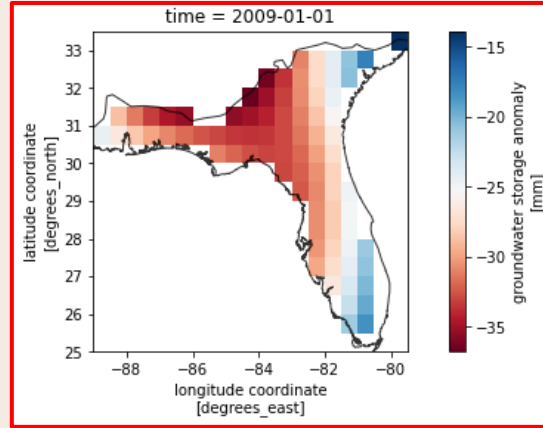 time = 2009-01-01
33
32
31
30
29
28
27
26
25
latitude coordinate
[degrees_north]
−88
−86
−84
−82
−80
longitude coordinate
[degrees_east]
−15
−20
−25
−30
−35
groundwater storage anomaly
[mm]